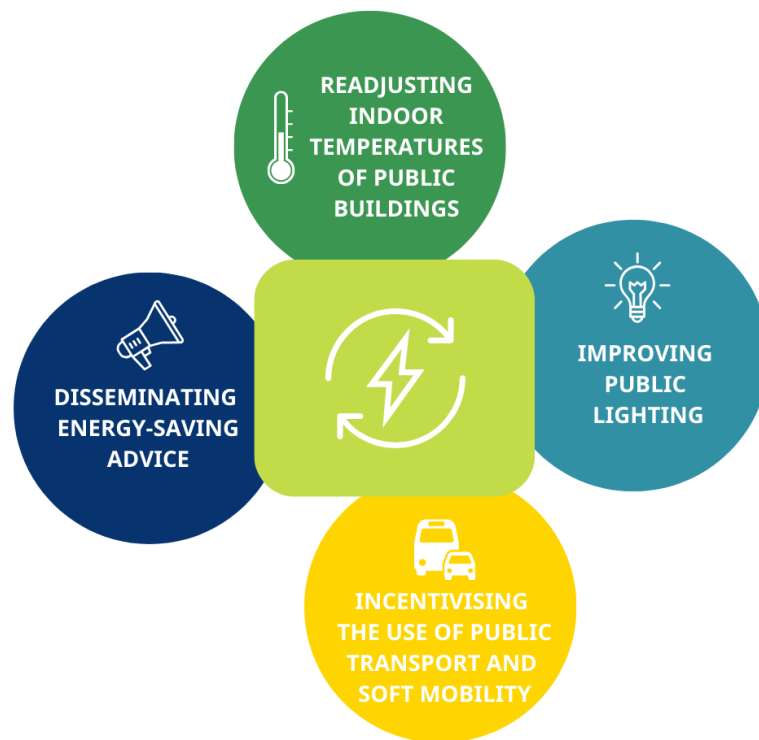 READJUSTING
INDOOR
TEMPERATURES
OF PUBLIC
BUILDINGS
IMPROVING
PUBLIC
LIGHTING
DISSEMINATING
ENERGY-SAVING
ADVICE
INCENTIVISING
THE USE OF PUBLIC
TRANSPORT AND
SOFT MOBILITY